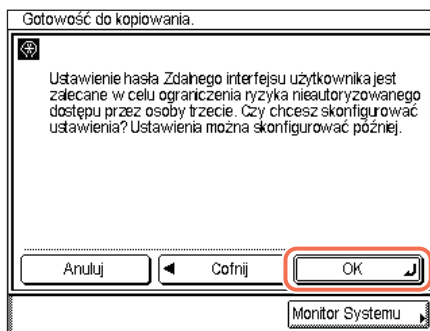 Gotowość do kopiowania.
Ustawienie hasła Zdalnego interfejsu użytkownika jest
zalecane w celu ograniczenia ryzyka nieautoryzowanego
dostępu przez osoby trzecie. Czy chcesz skonfigurować
ustawienia? Ustawienia można skonfigurować później.
Anuluj
Cofnij
OK
Monitor Systemu